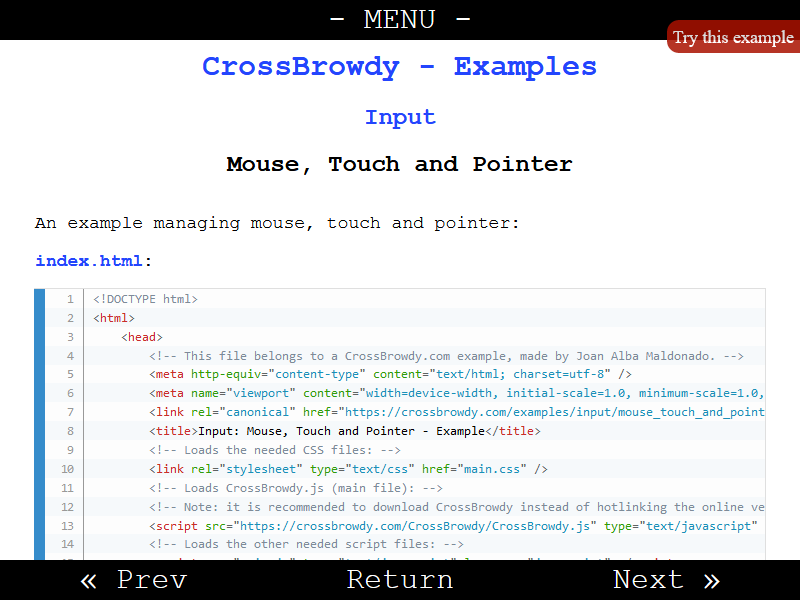 - MENU -
Try this example
CrossBrowdy - Examples
Input
Mouse, Touch and Pointer
An example managing mouse, touch and pointer:
index.html:
1 <!DOCTYPE html>
2 <html>
3 <head>
4 <!-- This file belongs to a CrossBrowdy.com example, made by Joan Alba Maldonado. -->
5 <meta http-equiv="content-type" content="text/html; charset=utf-8" />
6 <meta name="viewport" content="width=device-width, initial-scale=1.0, minimum-scale=1.0,
7 <link rel="canonical" href="https://crossbrowdy.com/examples/input/mouse_touch_and_point
8 <title>Input: Mouse, Touch and Pointer - Example</title>
9 <!-- Loads the needed CSS files: -->
10 <link rel="stylesheet" type="text/css" href="main.css" />
11 <!-- Loads CrossBrowdy.js (main file): -->
12 <!-- Note: it is recommended to download CrossBrowdy instead of hotlinking the online ve
13 <script src="https://crossbrowdy.com/CrossBrowdy/CrossBrowdy.js" type="text/javascript"
14 <!-- Loads the other needed script files: -->
« Prev
Return
Next »